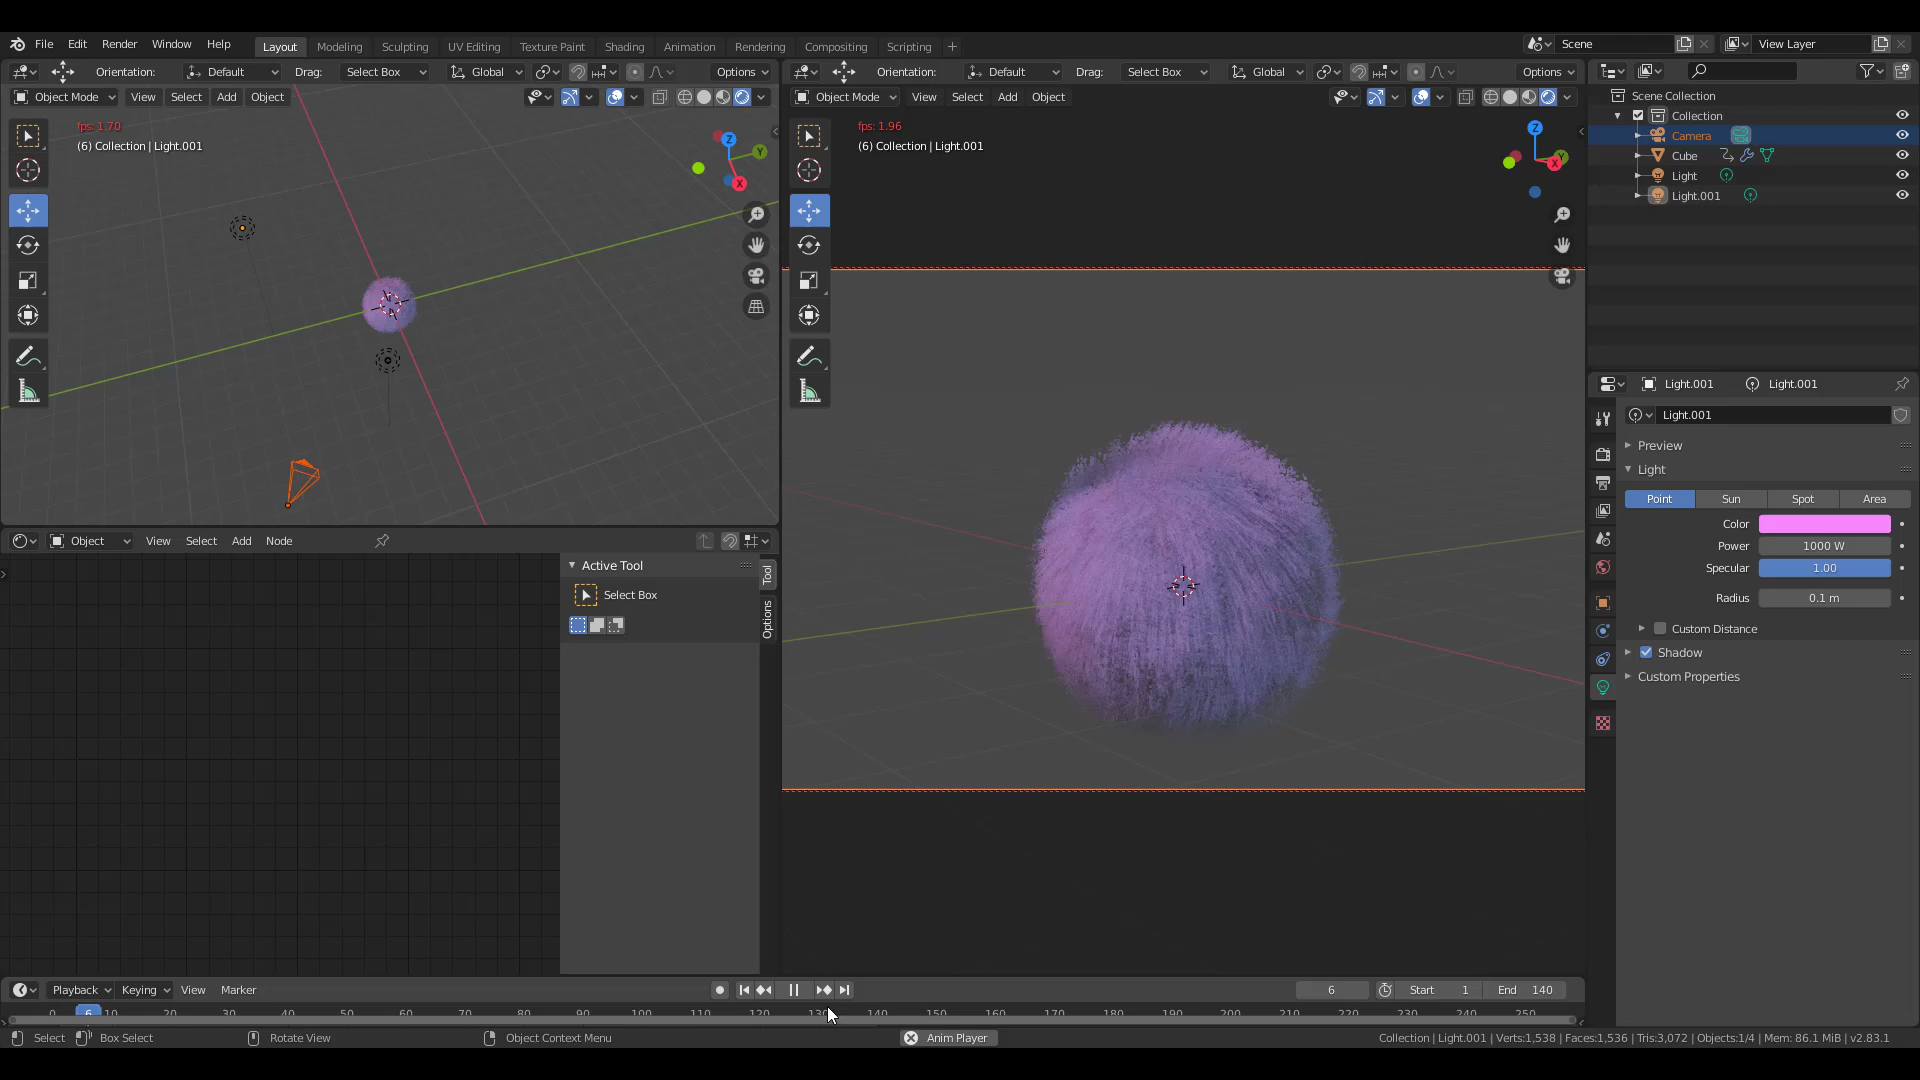 File Edit Render Window Help Layout Modeling Sculpting UV Editing Texture Paint Shading Animation Rendering Compositing Scripting + Scene View Layer
Orientation: Default Drag: Select Box Global Options
Orientation: Default Drag: Select Box Global Options
Object Mode View Select Add Object
Object Mode View Select Add Object
fps: 1.70
(6) Collection | Light.001
Z
Y
X
fps: 1.96
(6) Collection | Light.001
Z
Y
X
Scene Collection
Collection
Camera
Cube
Light
Light.001
Light.001 Light.001
Light.001
Preview
Light
Point Sun Spot Area
Color
Power 1000 W
Specular 1.00
Radius 0.1 m
Custom Distance
Shadow
Custom Properties
Object View Select Add Node
Active Tool
Select Box
Tool
Options
Playback Keying View Marker 6 Start 1 End 140
0 6 10 20 30 40 50 60 70 80 90 100 110 120 130 140 150 160 170 180 190 200 210 220 230 240 250
Select Box Select Rotate View Object Context Menu Anim Player Collection | Light.001 | Verts:1,538 | Faces:1,536 | Tris:3,072 | Objects:1/4 | Mem: 86.1 MiB | v2.83.1